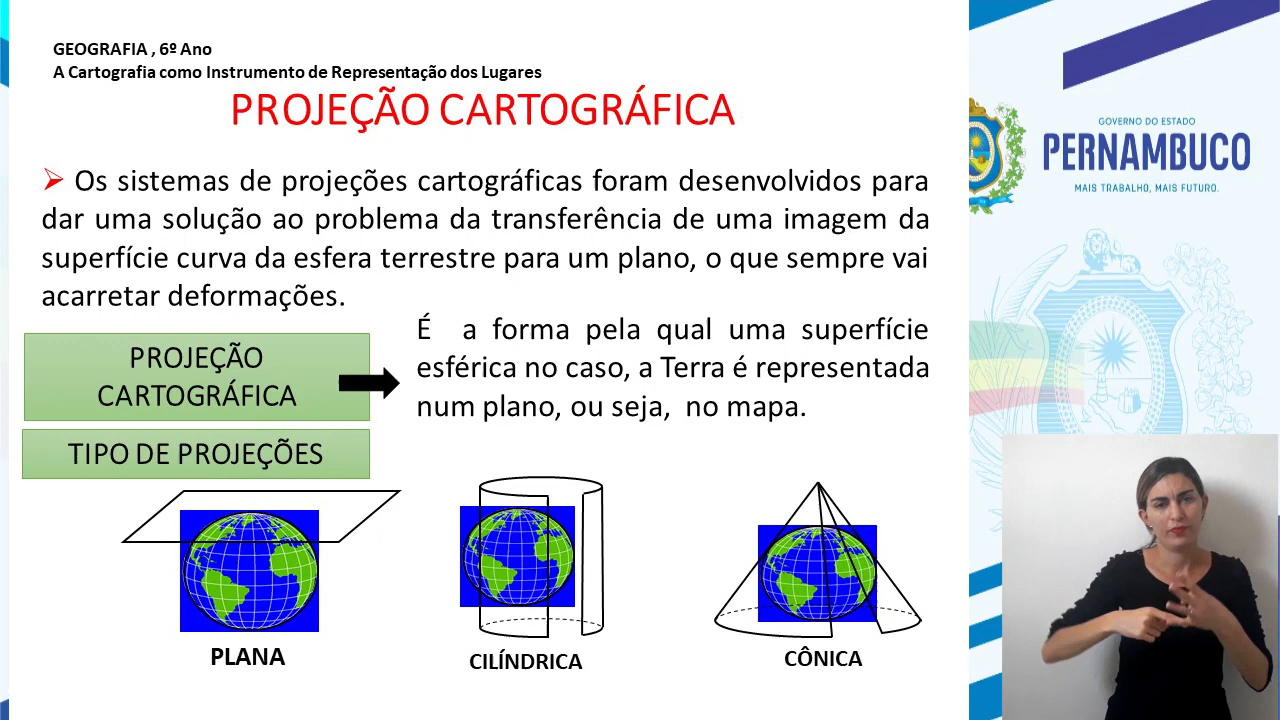 GEOGRAFIA , 6º Ano
A Cartografia como Instrumento de Representação dos Lugares
PROJEÇÃO CARTOGRÁFICA
Os sistemas de projeções cartográficas foram desenvolvidos para
dar uma solução ao problema da transferência de uma imagem da
superfície curva da esfera terrestre para um plano, o que sempre vai
acarretar deformações.
PROJEÇÃO
CARTOGRÁFICA
É a forma pela qual uma superfície
esférica no caso, a Terra é representada
num plano, ou seja, no mapa.
TIPO DE PROJEÇÕES
PLANA
CILÍNDRICA
CÔNICA
GOVERNO DO ESTADO
PERNAMBUCO
MAIS TRABALHO, MAIS FUTURO.